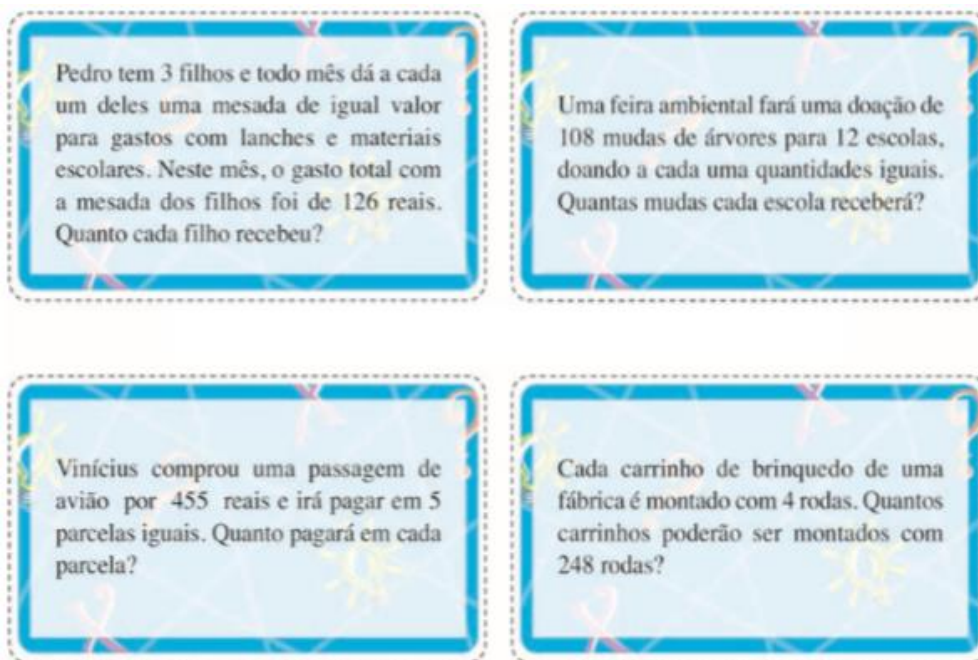 Pedro tem 3 filhos e todo mês dá a cada
um deles uma mesada de igual valor
para gastos com lanches e materiais
escolares. Neste mês, o gasto total com
a mesada dos filhos foi de 126 reais.
Quanto cada filho recebeu?
Uma feira ambiental fará uma doação de
108 mudas de árvores para 12 escolas,
doando a cada uma quantidades iguais.
Quantas mudas cada escola receberá?
Vinícius comprou uma passagem de
avião por 455 reais e irá pagar em 5
parcelas iguais. Quanto pagará em cada
parcela?
Cada carrinho de brinquedo de uma
fábrica é montado com 4 rodas. Quantos
carrinhos poderão ser montados com
248 rodas?